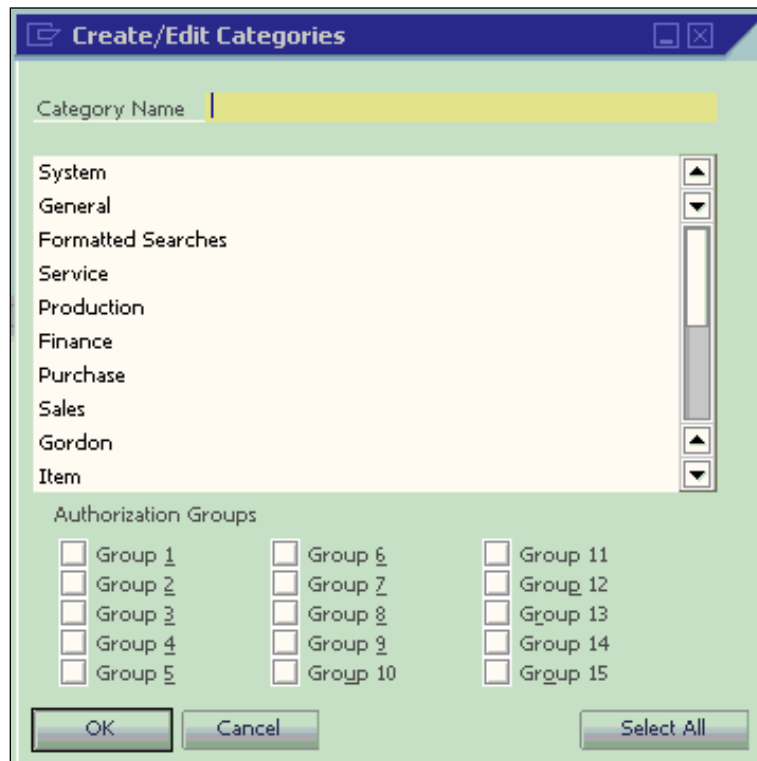 Create/Edit Categories
Category Name
System
General
Formatted Searches
Service
Production
Finance
Purchase
Sales
Gordon
Item
Authorization Groups
Group 1 Group 6 Group 11
Group 2 Group 7 Group 12
Group 3 Group 8 Group 13
Group 4 Group 9 Group 14
Group 5 Group 10 Group 15
OK Cancel Select All